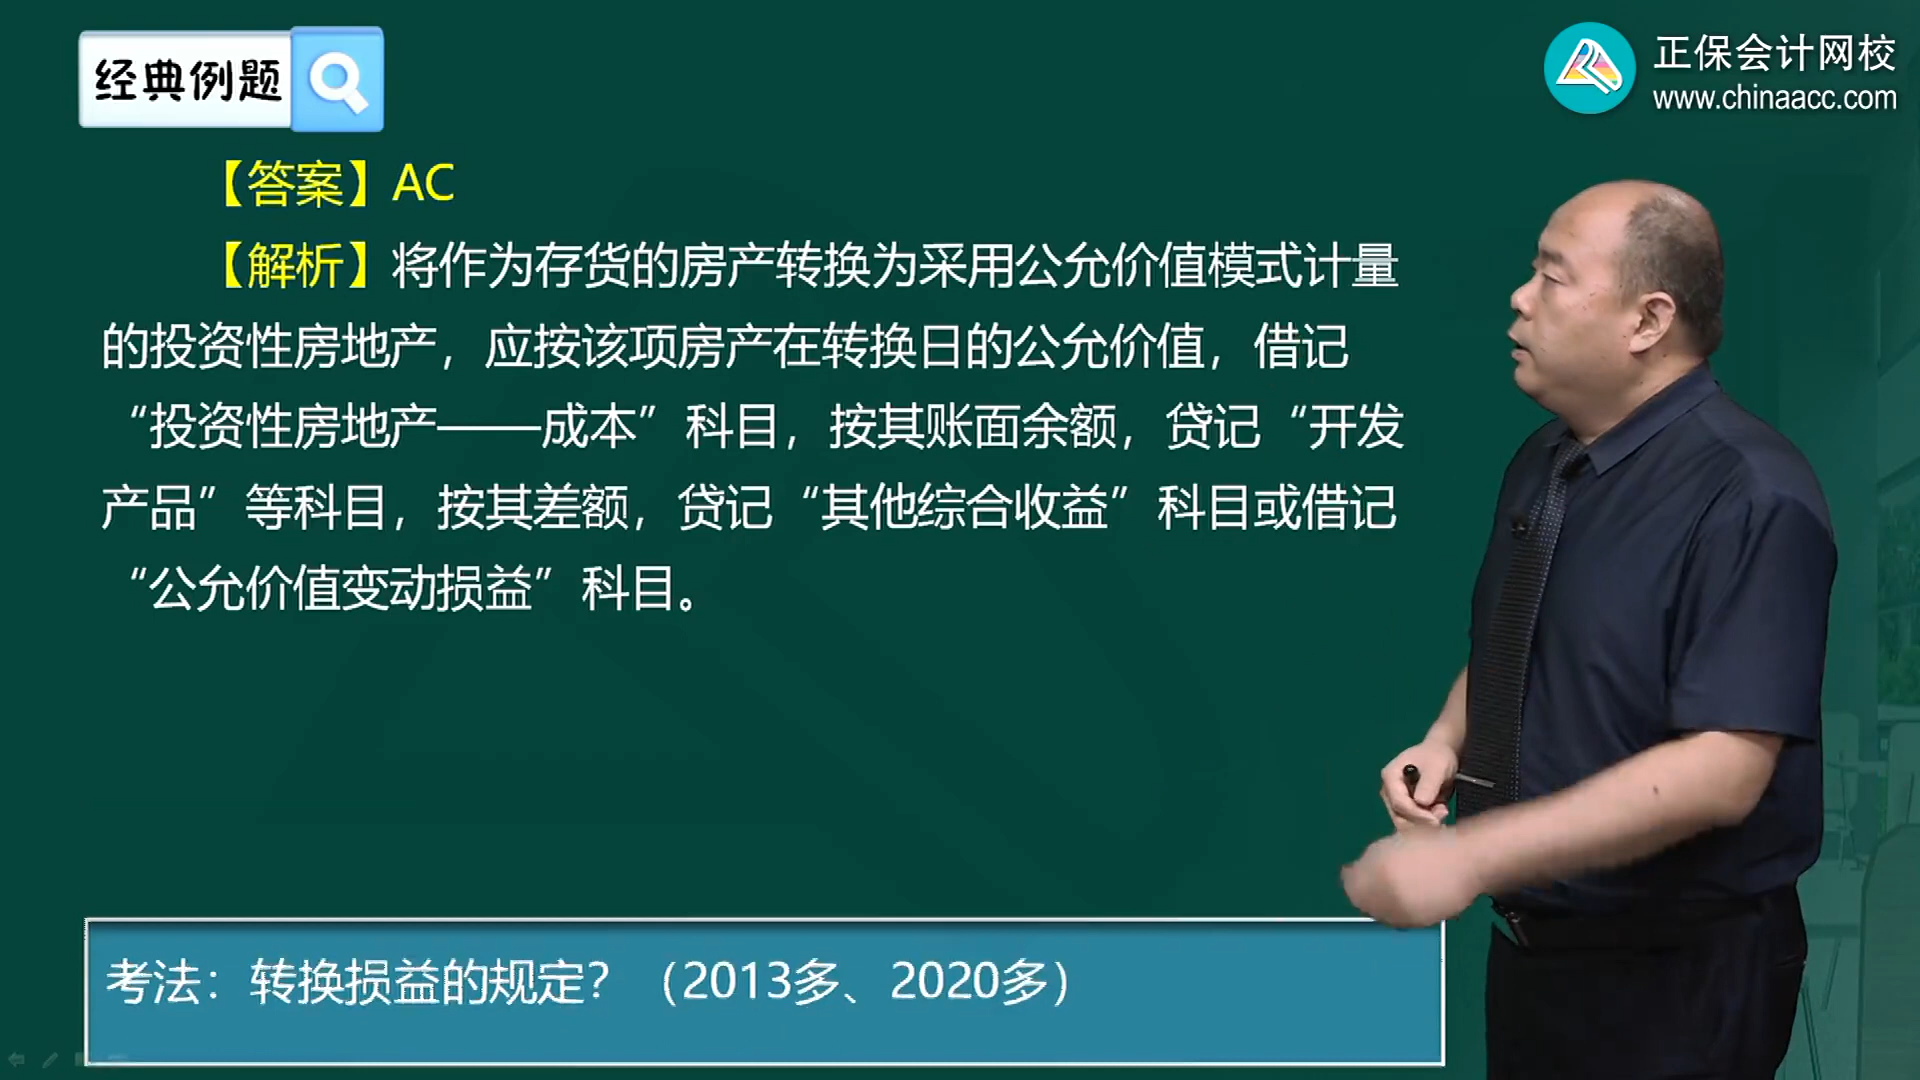 经典例题
正保会计网校
www.chinaacc.com
【答案】AC
【解析】将作为存货的房产转换为采用公允价值模式计量
的投资性房地产，应按该项房产在转换日的公允价值，借记
“投资性房地产——成本”科目，按其账面余额，贷记“开发
产品”等科目，按其差额，贷记“其他综合收益”科目或借记
“公允价值变动损益”科目。
考法：转换损益的规定？（2013多、2020多）